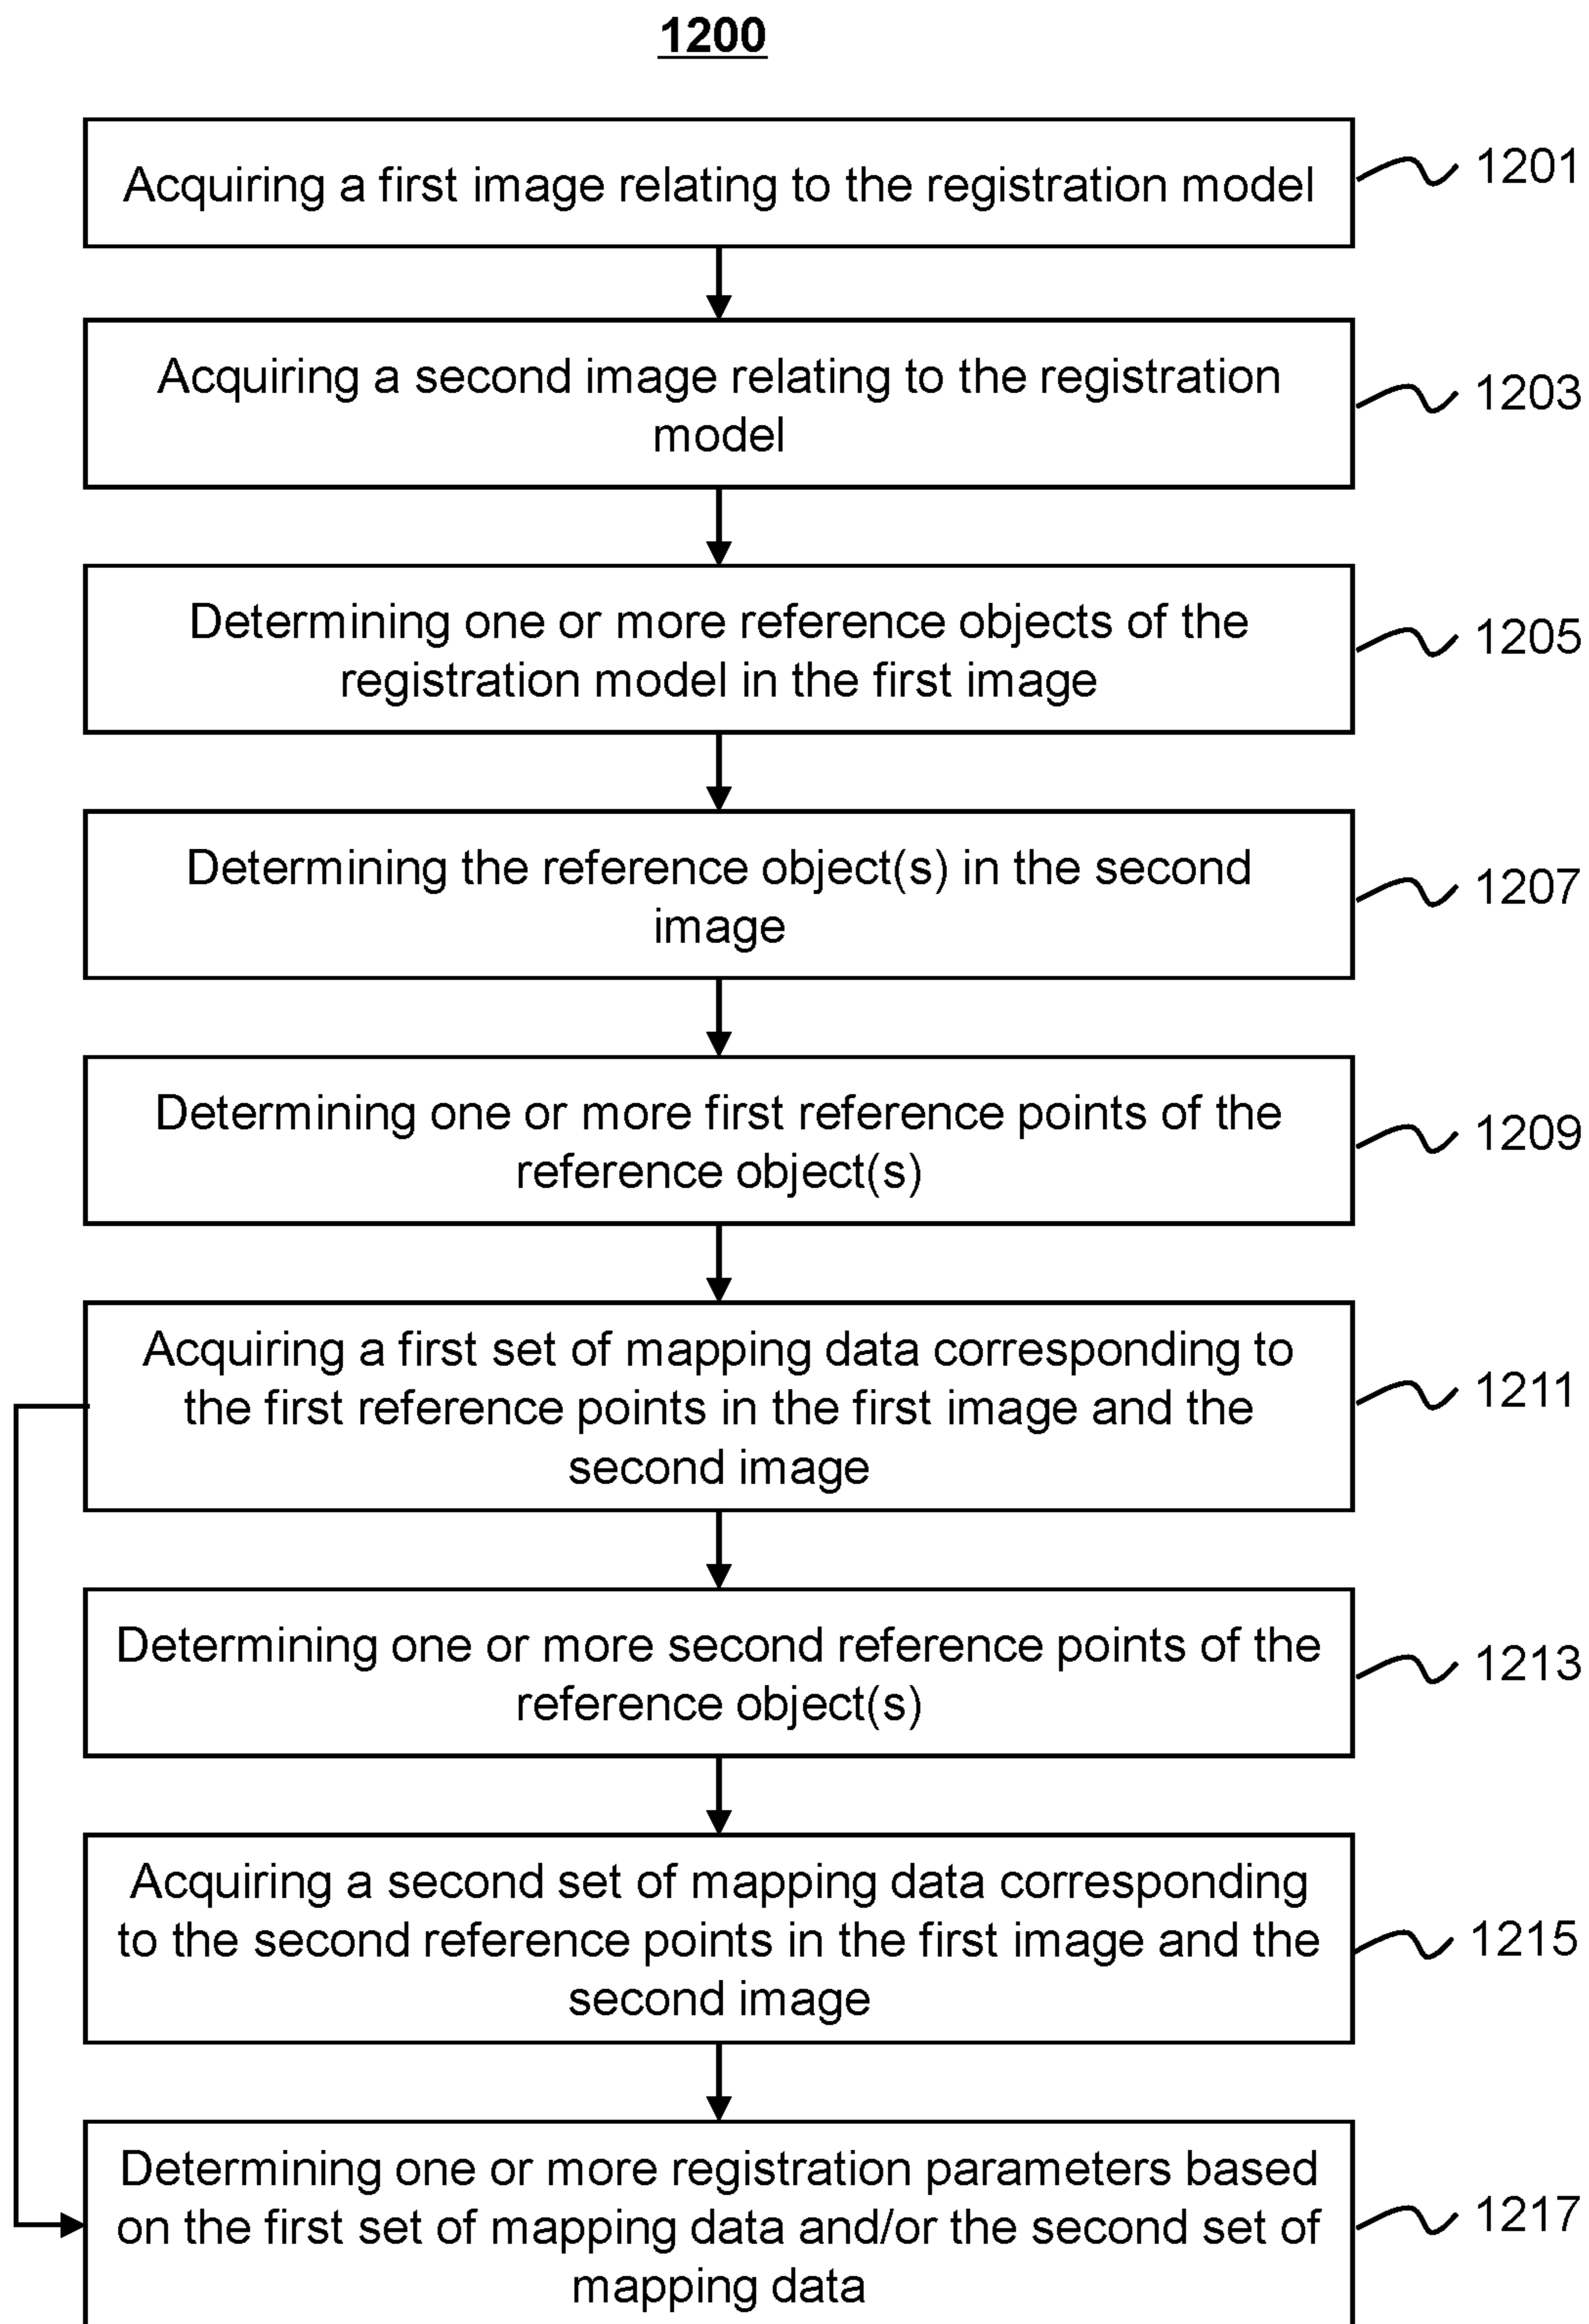 1200
Acquiring a first image relating to the registration model
1201
Acquiring a second image relating to the registration
model
1203
Determining one or more reference objects of the
registration model in the first image
1205
Determining the reference object(s) in the second
image
1207
Determining one or more first reference points of the
reference object(s)
1209
Acquiring a first set of mapping data corresponding to
the first reference points in the first image and the
second image
1211
Determining one or more second reference points of the
reference object(s)
1213
Acquiring a second set of mapping data corresponding
to the second reference points in the first image and the
second image
1215
Determining one or more registration parameters based
on the first set of mapping data and/or the second set of
mapping data
1217